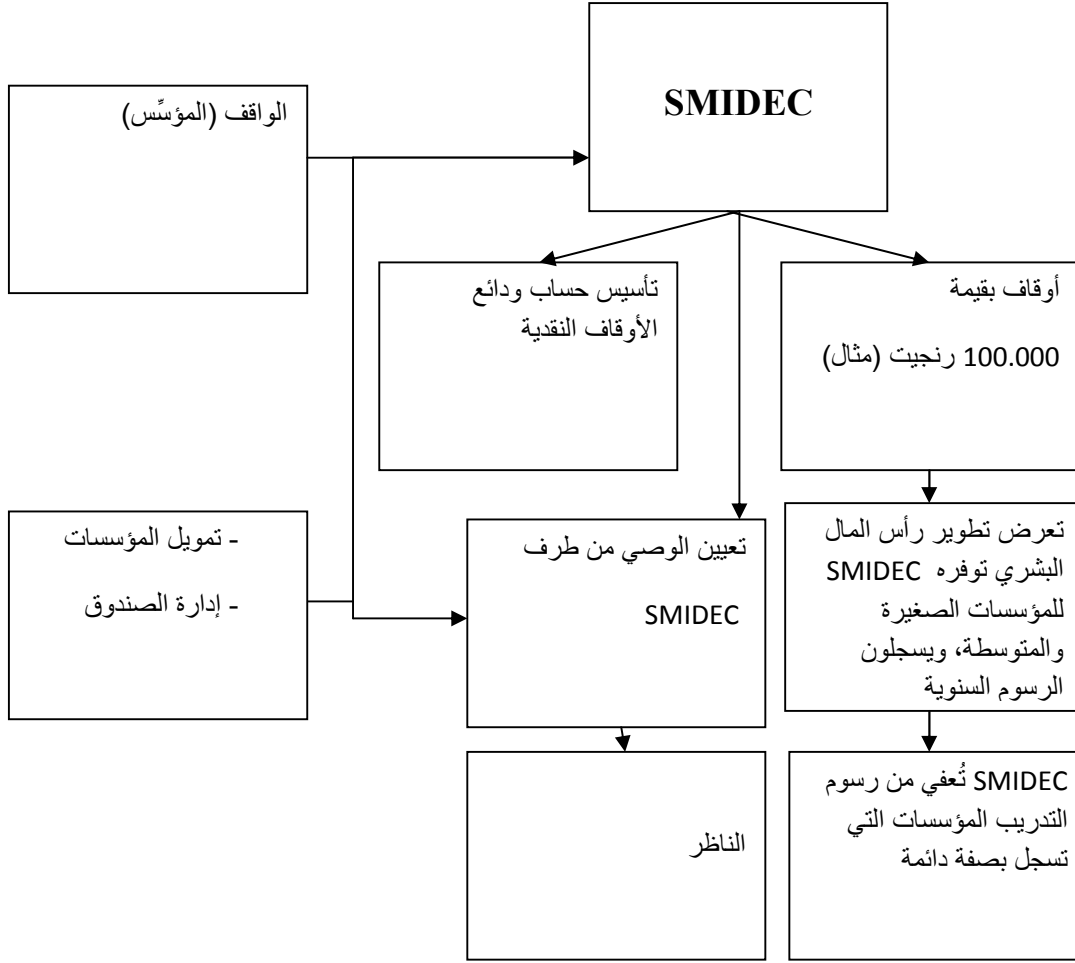 SMIDEC
الواقف (المؤسِّس)
تأسيس حساب ودائع
الأوقاف النقدية
أوقاف بقيمة
100.000 رنجيت (مثال)
- تمويل المؤسسات
- إدارة الصندوق
تعيين الوصي من طرف
SMIDEC
تعرض تطوير رأس المال
البشري توفره SMIDEC
للمؤسسات الصغيرة
والمتوسطة، ويسجلون
الرسوم السنوية
الناظر
SMIDEC تُعفي من رسوم
التدريب المؤسسات التي
تسجل بصفة دائمة